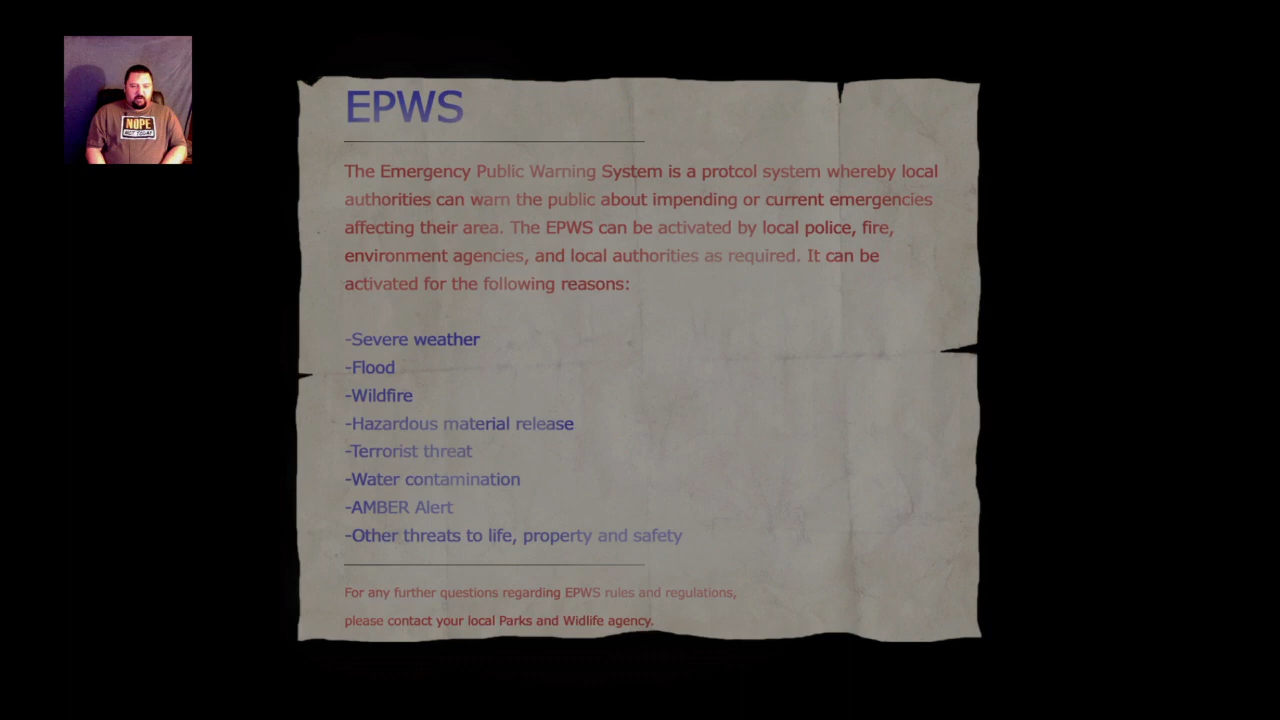 NOPE
NOT TODAY
EPWS
The Emergency Public Warning System is a protcol system whereby local
authorities can warn the public about impending or current emergencies
affecting their area. The EPWS can be activated by local police, fire,
environment agencies, and local authorities as required. It can be
activated for the following reasons:
-Severe weather
-Flood
-Wildfire
-Hazardous material release
-Terrorist threat
-Water contamination
-AMBER Alert
-Other threats to life, property and safety
For any further questions regarding EPWS rules and regulations,
please contact your local Parks and Widlife agency.